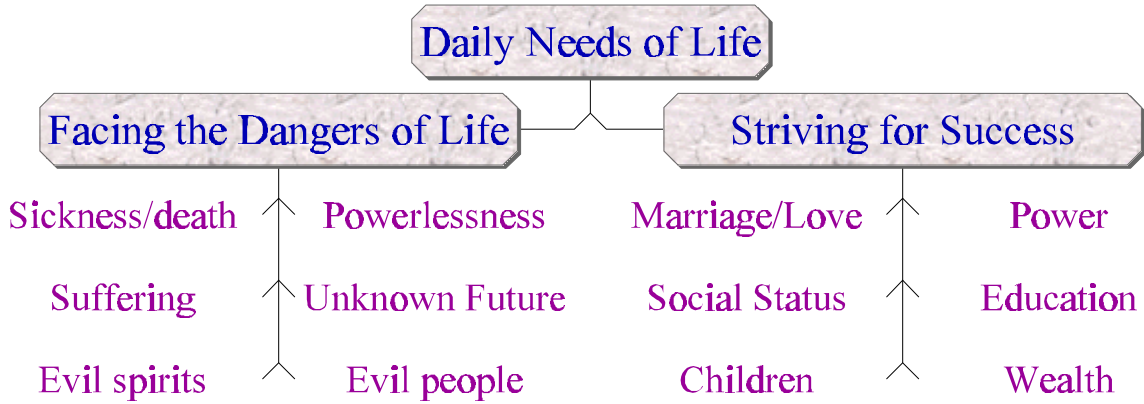 Daily Needs of Life
Facing the Dangers of Life
Striving for Success
Sickness/death
Powerlessness
Marriage/Love
Power
Suffering
Unknown Future
Social Status
Education
Evil spirits
Evil people
Children
Wealth